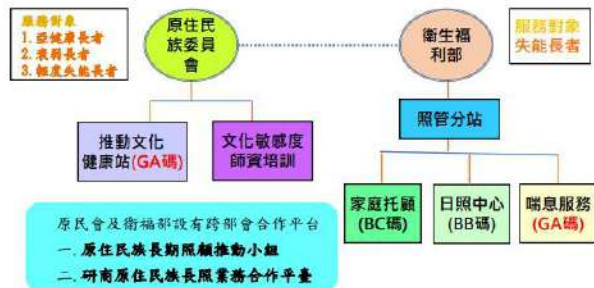 服務對象
1. 亞健康長者
2. 衰弱長者
3. 輕度失能長者
原住民
族委員
會
衛生福
利部
服務對象
失能長者
推動文化
健康站(GA碼)
文化敏感度
師資培訓
照管分站
家庭托顧
(BC碼)
日照中心
(BB碼)
喘息服務
(GA碼)
原民會及衛福部設有跨部會合作平台
一. 原住民族長期照顧推動小組
二. 研商原住民族長照業務合作平臺